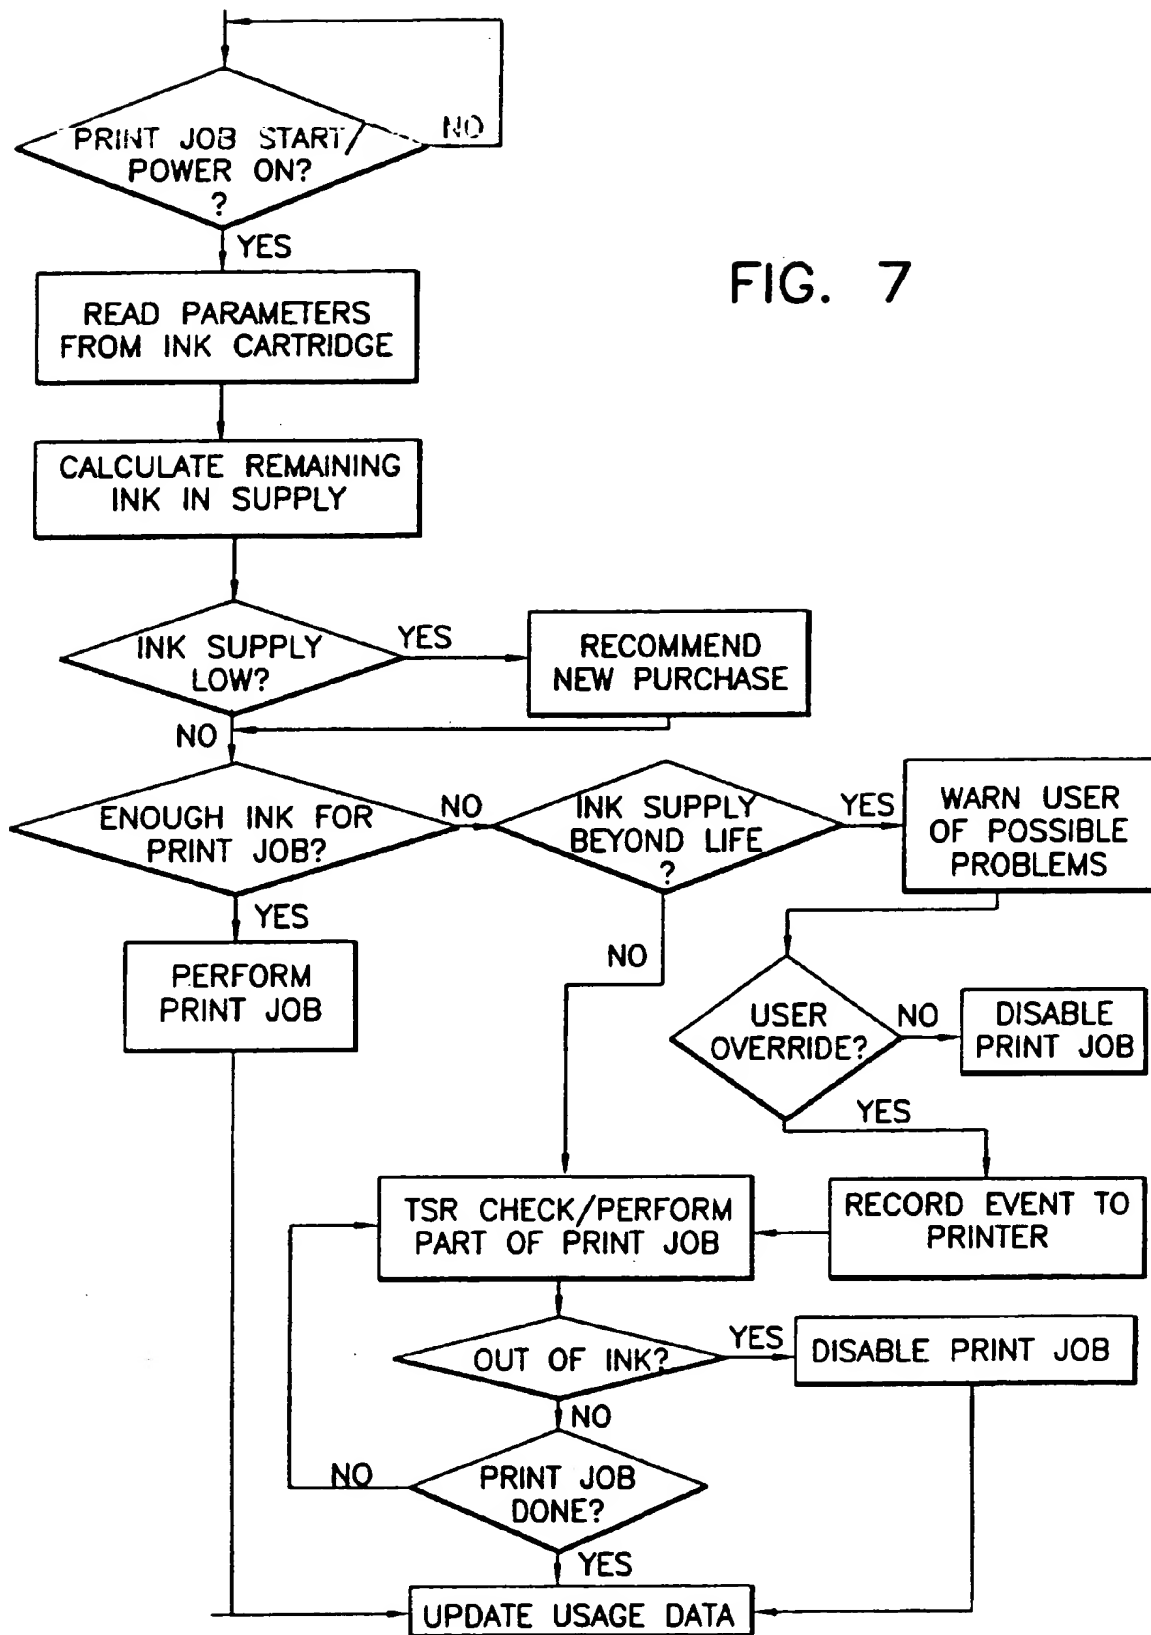 PRINT JOB START/
POWER ON?
?
NO
YES
FIG. 7
READ PARAMETERS
FROM INK CARTRIDGE
CALCULATE REMAINING
INK IN SUPPLY
INK SUPPLY
LOW?
YES
RECOMMEND
NEW PURCHASE
NO
ENOUGH INK FOR
PRINT JOB?
NO
INK SUPPLY
BEYOND LIFE
?
YES
WARN USER
OF POSSIBLE
PROBLEMS
YES
NO
PERFORM
PRINT JOB
USER
OVERRIDE?
NO
DISABLE
PRINT JOB
YES
TSR CHECK/PERFORM
PART OF PRINT JOB
RECORD EVENT TO
PRINTER
OUT OF INK?
YES
DISABLE PRINT JOB
NO
PRINT JOB
DONE?
NO
YES
UPDATE USAGE DATA